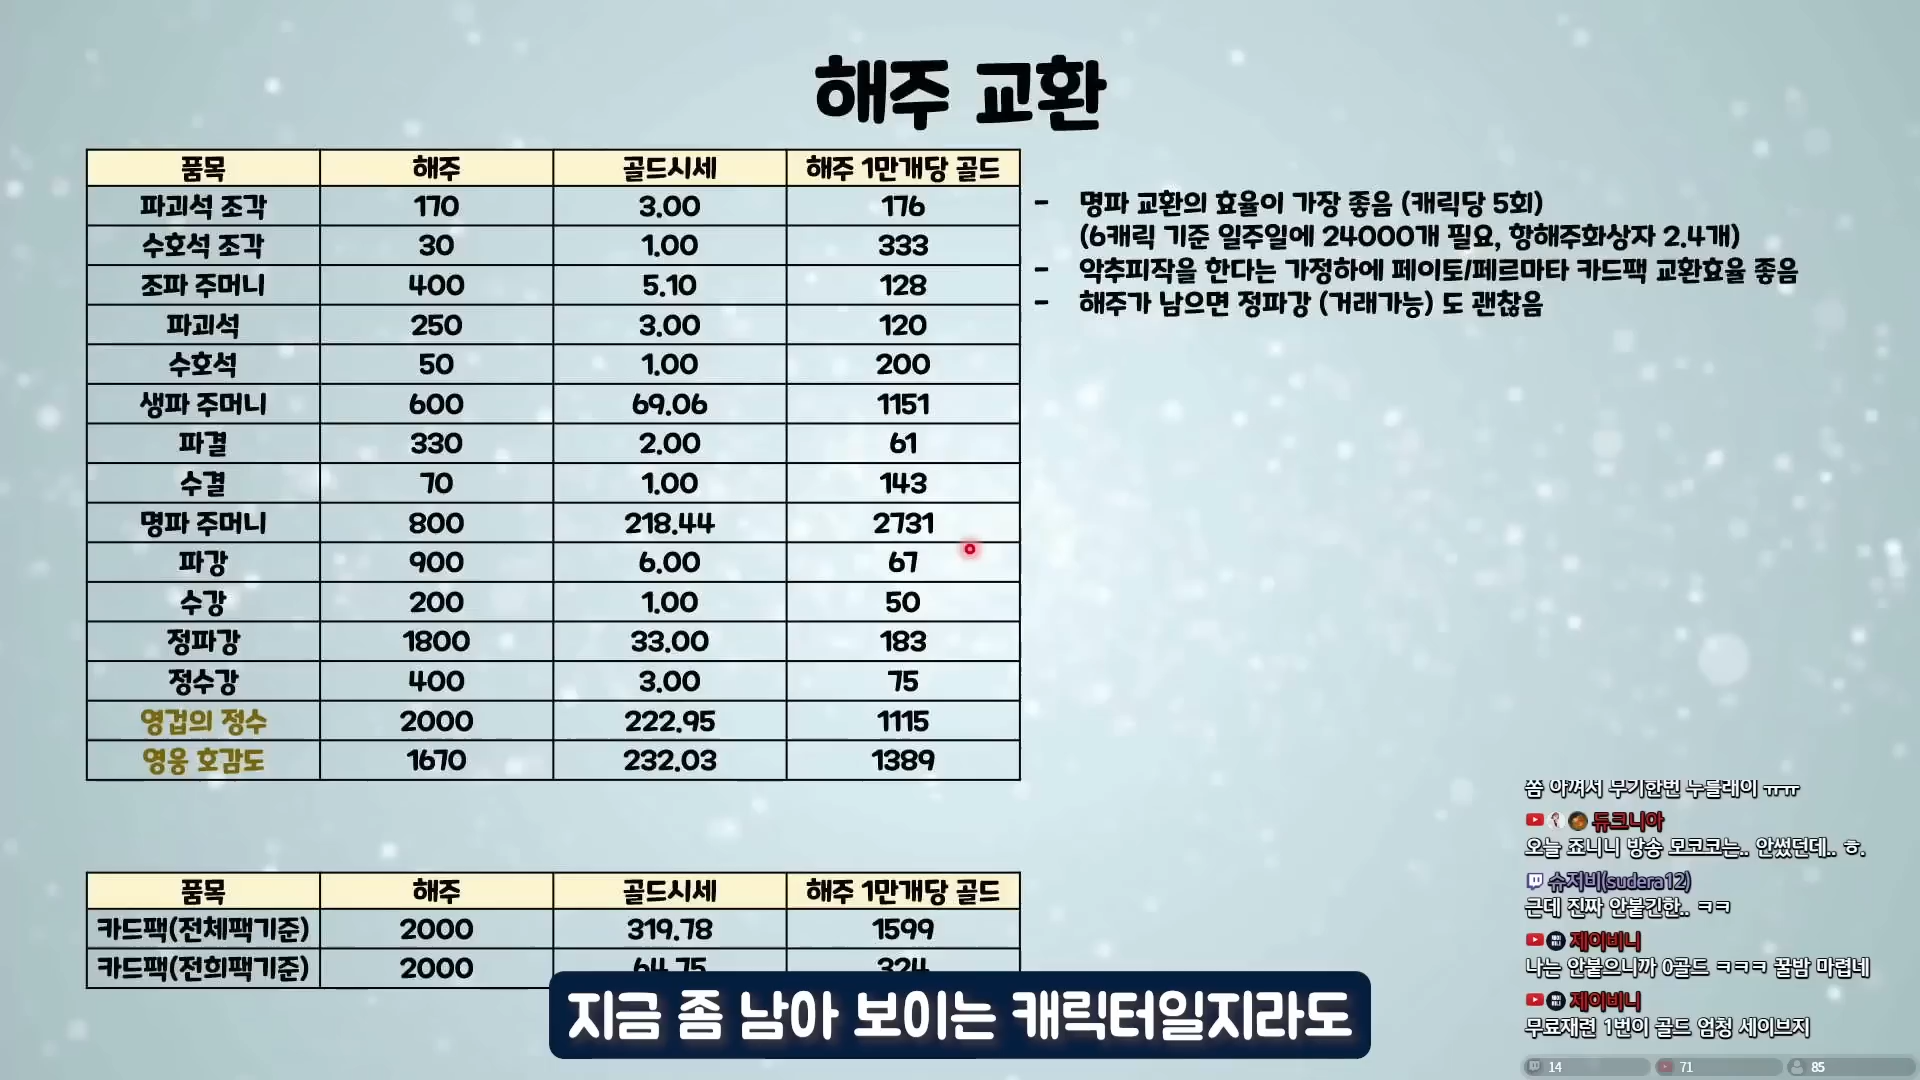 해주 교환
품목 해주 골드시세 해주 1만개당 골드
파괴석 조각 170 3.00 176
수호석 조각 30 1.00 333
조파 주머니 400 5.10 128
파괴석 250 3.00 120
수호석 50 1.00 200
생파 주머니 600 69.06 1151
파결 330 2.00 61
수결 70 1.00 143
명파 주머니 800 218.44 2731
파강 900 6.00 67
수강 200 1.00 50
정파강 1800 33.00 183
정수강 400 3.00 75
영겁의 정수 2000 222.95 1115
영웅 호감도 1670 232.03 1389
- 명파 교환의 효율이 가장 좋음 (캐릭당 5회)
(6캐릭 기준 일주일에 24000개 필요, 항해주화상자 2.4개)
- 악추피작을 한다는 가정하에 페이토/페르마타 카드팩 교환효율 좋음
- 해주가 남으면 정파강 (거래가능) 도 괜찮음
품목 해주 골드시세 해주 1만개당 골드
카드팩(전체팩기준) 2000 319.78 1599
카드팩(전희팩기준) 2000 64.75 324
지금 좀 남아 보이는 캐릭터일지라도
쫌 아껴서 무기한번 누를래이 ㅠㅠ
듀크니아
오늘 죠니니 방송 모코코는.. 안썼던데.. ㅎ.
슈저비(sudera12)
근데 진짜 안붙긴한.. ㅋㅋ
제이비니
나는 안붙으니까 0골드 ㅋㅋㅋ 꿀밤 마렵네
제이비니
무료재련 1번이 골드 엄청 세이브지
14 71 85